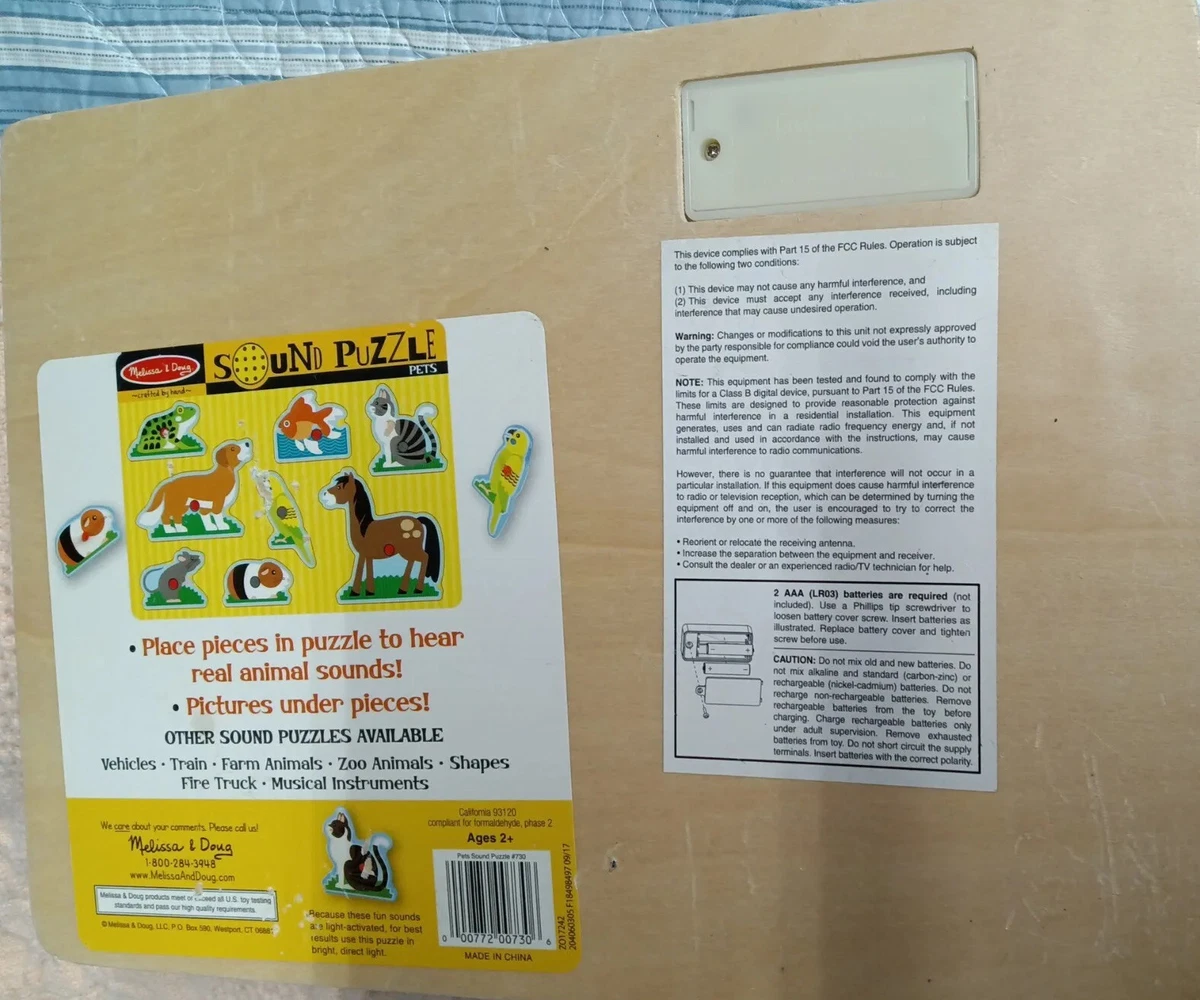 Melissa & Doug
~crafted by hand~
SOUND PUZZLE
PETS
• Place pieces in puzzle to hear
real animal sounds!
• Pictures under pieces!
OTHER SOUND PUZZLES AVAILABLE
Vehicles • Train • Farm Animals • Zoo Animals • Shapes
Fire Truck • Musical Instruments
We care about your comments. Please call us!
Melissa & Doug
1-800-284-3948
www.MelissaAndDoug.com
Melissa & Doug products meet or exceed all U.S. toy testing
standards and pass our high quality requirements.
© Melissa & Doug, LLC, P.O. Box 590, Westport, CT
Because these fun sounds
are light-activated, for best
results use this puzzle in
bright, direct light.
California 93120
compliant for formaldehyde, phase 2
Ages 2+
Pets Sound Puzzle #730
0 00772 00730 6
MADE IN CHINA
ZO17242
204060305 F18498497 09/17
This device complies with Part 15 of the FCC Rules. Operation is subject
to the following two conditions:
(1) This device may not cause any harmful interference, and
(2) This device must accept any interference received, including
interference that may cause undesired operation.
Warning: Changes or modifications to this unit not expressly approved
by the party responsible for compliance could void the user's authority to
operate the equipment.
NOTE: This equipment has been tested and found to comply with the
limits for a Class B digital device, pursuant to Part 15 of the FCC Rules.
These limits are designed to provide reasonable protection against
harmful interference in a residential installation. This equipment
generates, uses and can radiate radio frequency energy and, if not
installed and used in accordance with the instructions, may cause
harmful interference to radio communications.
However, there is no guarantee that interference will not occur in a
particular installation. If this equipment does cause harmful interference
to radio or television reception, which can be determined by turning the
equipment off and on, the user is encouraged to try to correct the
interference by one or more of the following measures:
• Reorient or relocate the receiving antenna.
• Increase the separation between the equipment and receiver.
• Consult the dealer or an experienced radio/TV technician for help.
2 AAA (LR03) batteries are required (not
included). Use a Phillips tip screwdriver to
loosen battery cover screw. Insert batteries as
illustrated. Replace battery cover and tighten
screw before use.
CAUTION: Do not mix old and new batteries. Do
not mix alkaline and standard (carbon-zinc) or
rechargeable (nickel-cadmium) batteries. Do not
recharge non-rechargeable batteries. Remove
rechargeable batteries from the toy before
charging. Charge rechargeable batteries only
under adult supervision. Remove exhausted
batteries from toy. Do not short circuit the supply
terminals. Insert batteries with the correct polarity.